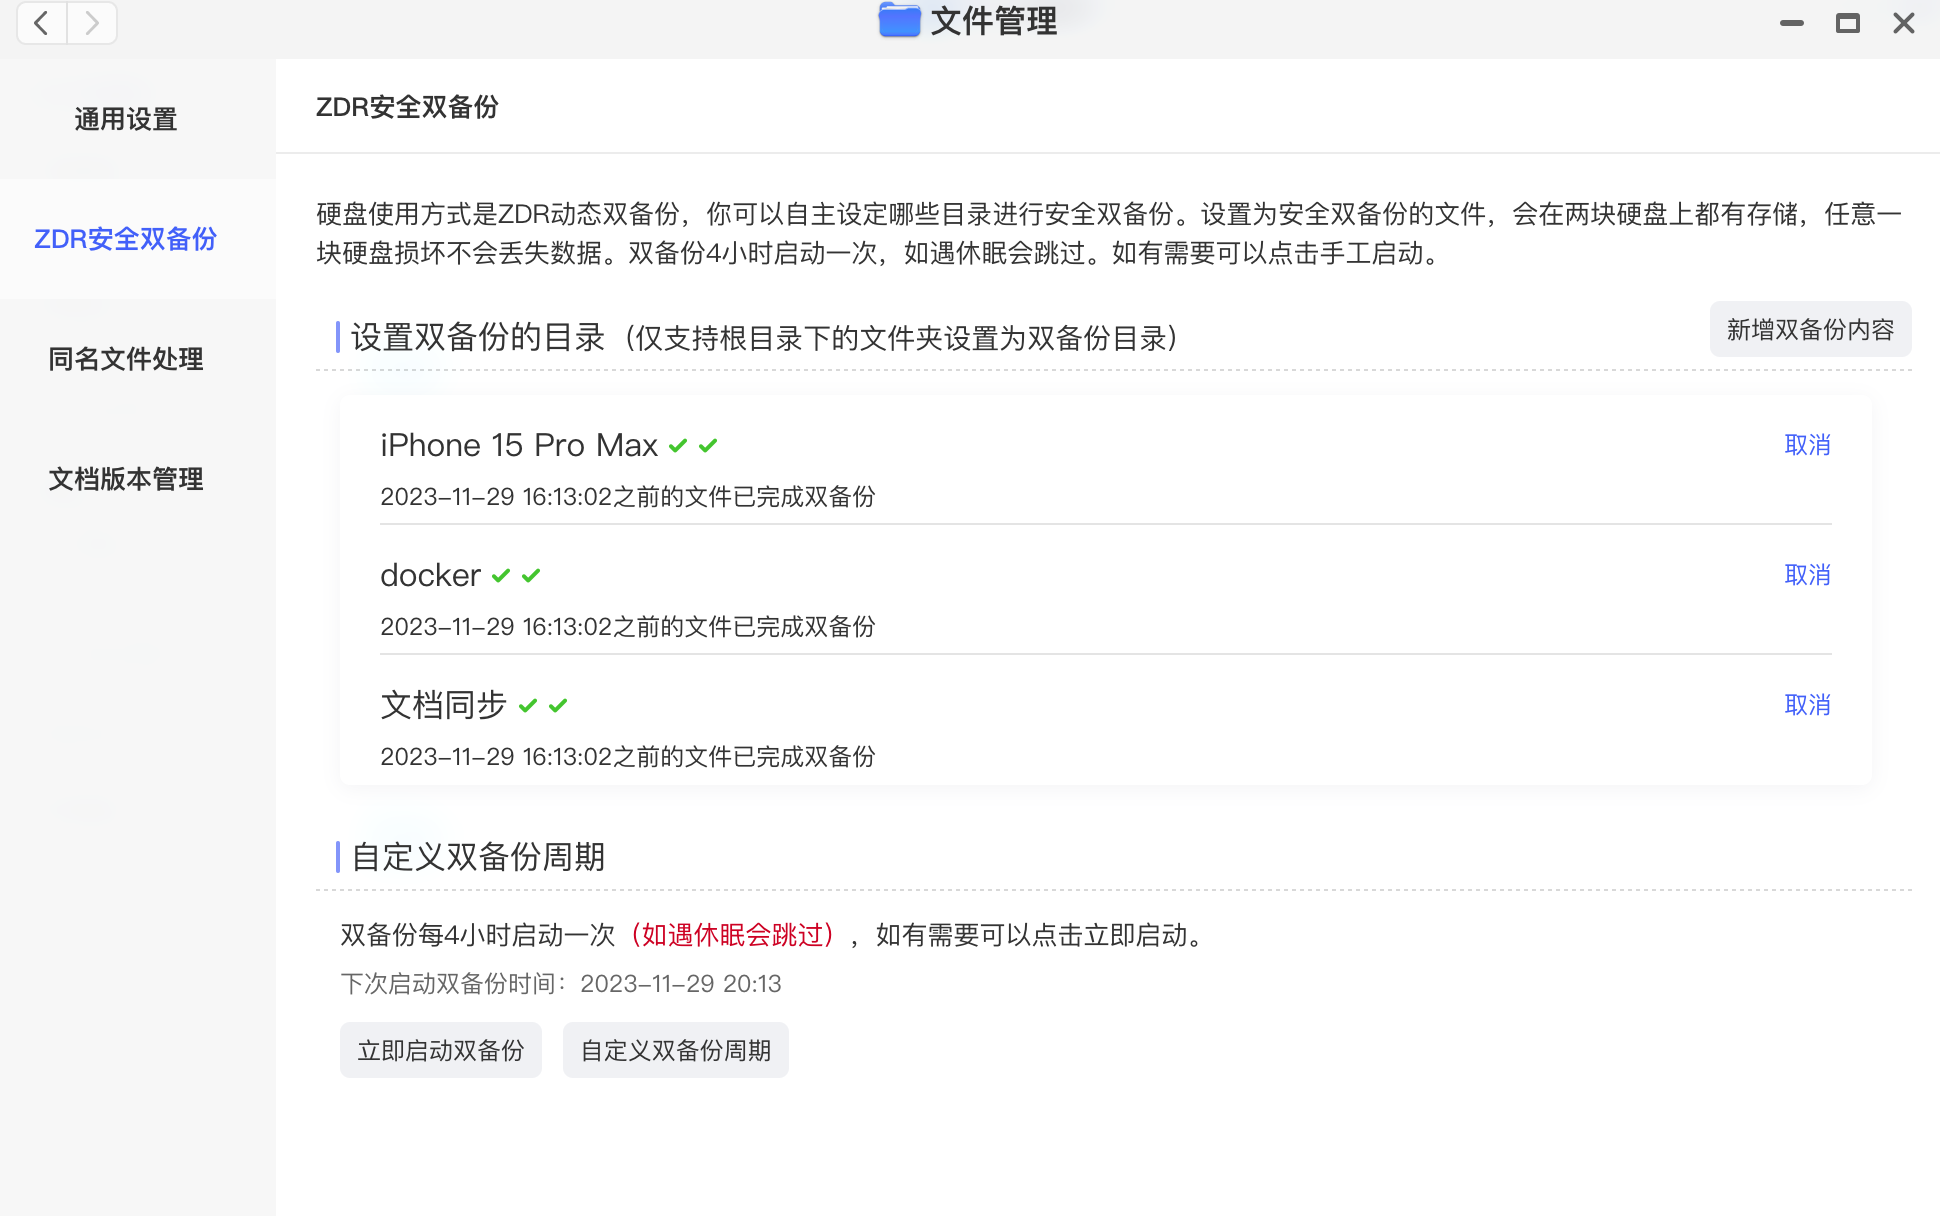 文件管理
通用设置
ZDR安全双备份
同名文件处理
文档版本管理
ZDR安全双备份
硬盘使用方式是ZDR动态双备份，你可以自主设定哪些目录进行安全双备份。设置为安全双备份的文件，会在两块硬盘上都有存储，任意一
块硬盘损坏不会丢失数据。双备份4小时启动一次，如遇休眠会跳过。如有需要可以点击手工启动。
设置双备份的目录（仅支持根目录下的文件夹设置为双备份目录）
新增双备份内容
iPhone 15 Pro Max
取消
2023-11-29 16:13:02之前的文件已完成双备份
docker
取消
2023-11-29 16:13:02之前的文件已完成双备份
文档同步
取消
2023-11-29 16:13:02之前的文件已完成双备份
自定义双备份周期
双备份每4小时启动一次（如遇休眠会跳过），如有需要可以点击立即启动。
下次启动双备份时间：2023-11-29 20:13
立即启动双备份
自定义双备份周期